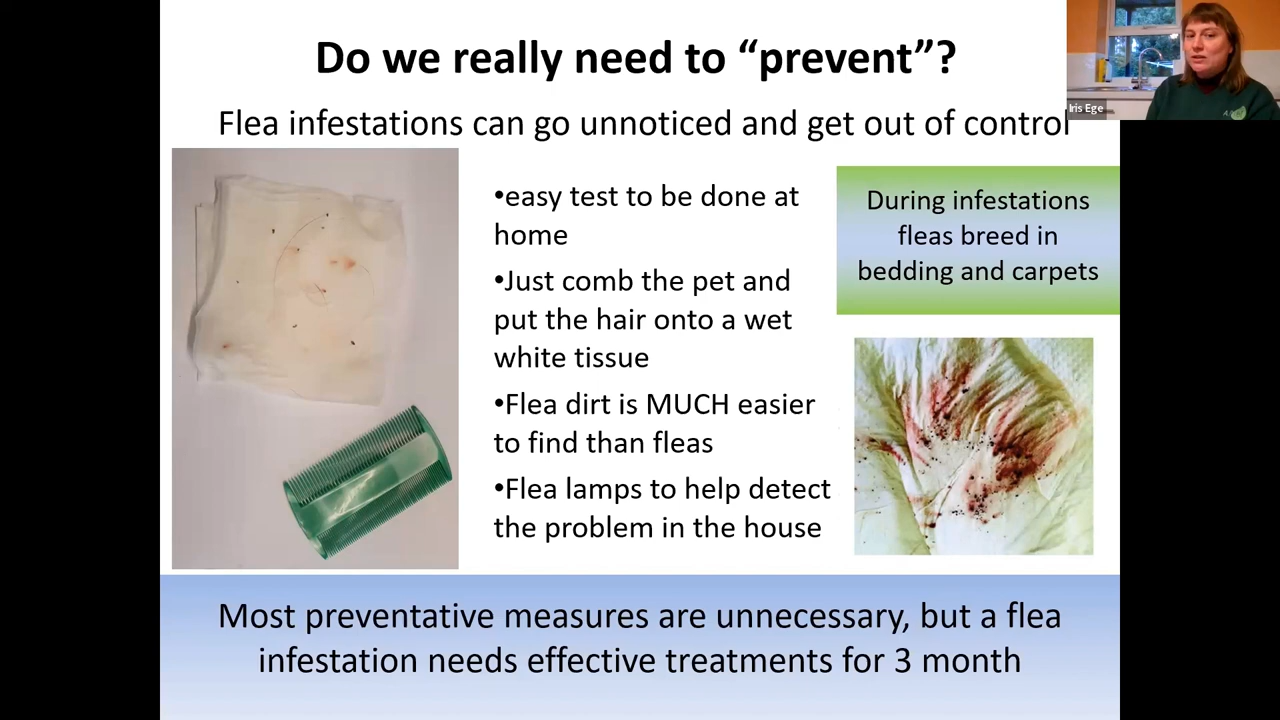 Do we really need to “prevent”?
Iris Ege
Flea infestations can go unnoticed and get out of control
•easy test to be done at
home
•Just comb the pet and
put the hair onto a wet
white tissue
•Flea dirt is MUCH easier
to find than fleas
•Flea lamps to help detect
the problem in the house
During infestations
fleas breed in
bedding and carpets
Most preventative measures are unnecessary, but a flea
infestation needs effective treatments for 3 month